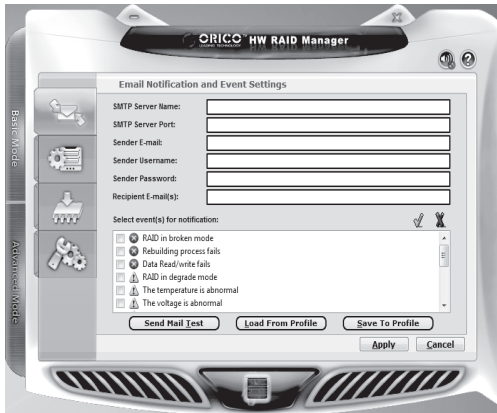 ORICO™ HW RAID Manager
LEADING TECHNOLOGY
Email Notification and Event Settings
Basic Mode
Advanced Mode
SMTP Server Name:
SMTP Server Port:
Sender E-mail:
Sender Username:
Sender Password:
Recipient E-mail(s):
Select event(s) for notification:
RAID in broken mode
Rebuilding process fails
Data Read/write fails
RAID in degrade mode
The temperature is abnormal
The voltage is abnormal
Send Mail Test
Load From Profile
Save To Profile
Apply
Cancel